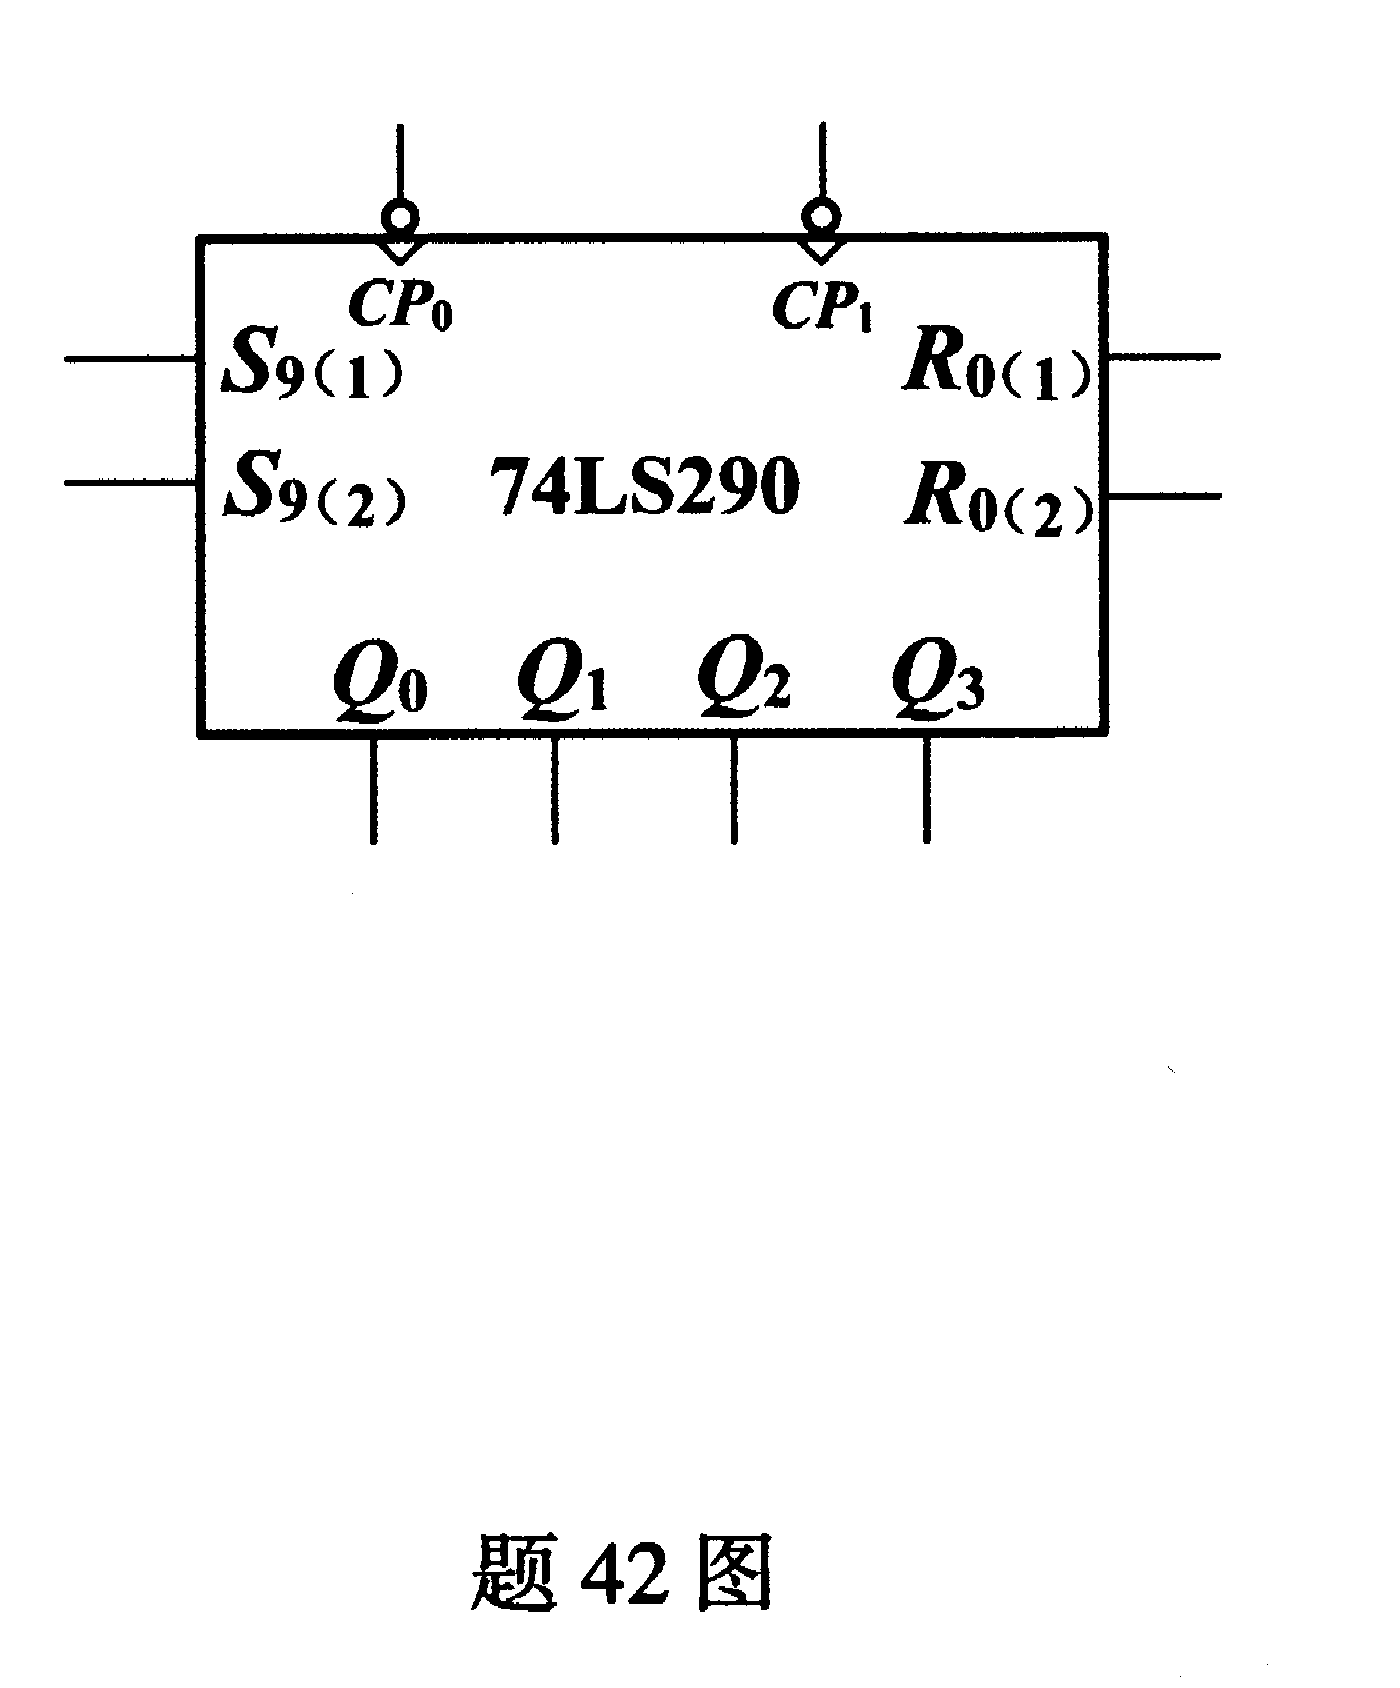 CP₀ CP₁
S₉₍₁₎ R₀₍₁₎
S₉₍₂₎ 74LS290 R₀₍₂₎
Q₀ Q₁ Q₂ Q₃
题 42 图